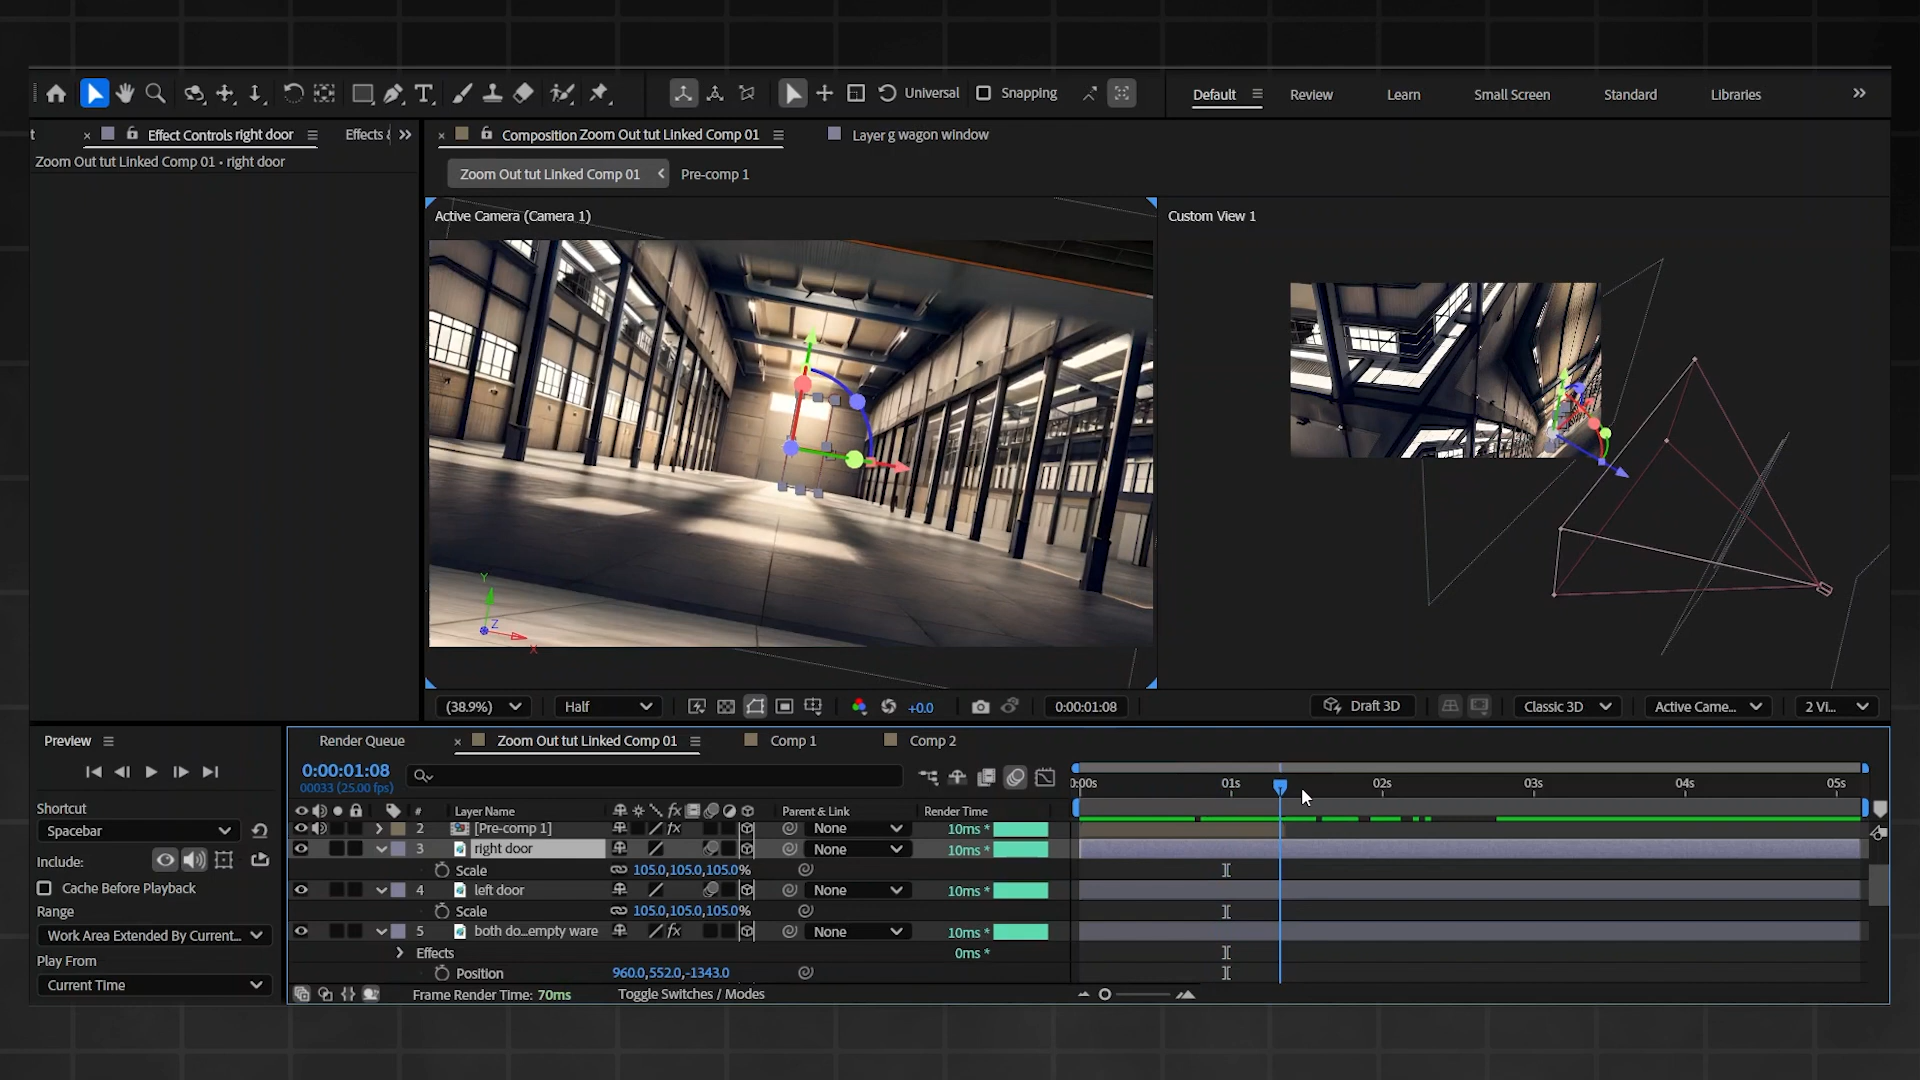 Universal
Snapping
Default
Review
Learn
Small Screen
Standard
Libraries
Effect Controls right door
Effects
Composition Zoom Out tut Linked Comp 01
Layer g wagon window
Zoom Out tut Linked Comp 01 • right door
Zoom Out tut Linked Comp 01
Pre-comp 1
Active Camera (Camera 1)
Custom View 1
Y
Z
X
(38.9%)
Half
+0.0
0:00:01:08
Draft 3D
Classic 3D
Active Came...
2 Vi...
Preview
Shortcut
Spacebar
Include:
Cache Before Playback
Range
Work Area Extended By Current...
Play From
Current Time
Render Queue
Zoom Out tut Linked Comp 01
Comp 1
Comp 2
0:00:01:08
00033 (25.00 fps)
0:00s
01s
02s
03s
04s
05s
#
Layer Name
fx
Parent & Link
Render Time
2
[Pre-comp 1]
fx
None
10ms *
3
right door
None
10ms *
Scale
105.0,105.0,105.0%
4
left door
None
10ms *
Scale
105.0,105.0,105.0%
5
both do...empty ware
fx
None
10ms *
Effects
0ms *
Position
960.0,552.0,-1343.0
Frame Render Time: 70ms
Toggle Switches / Modes